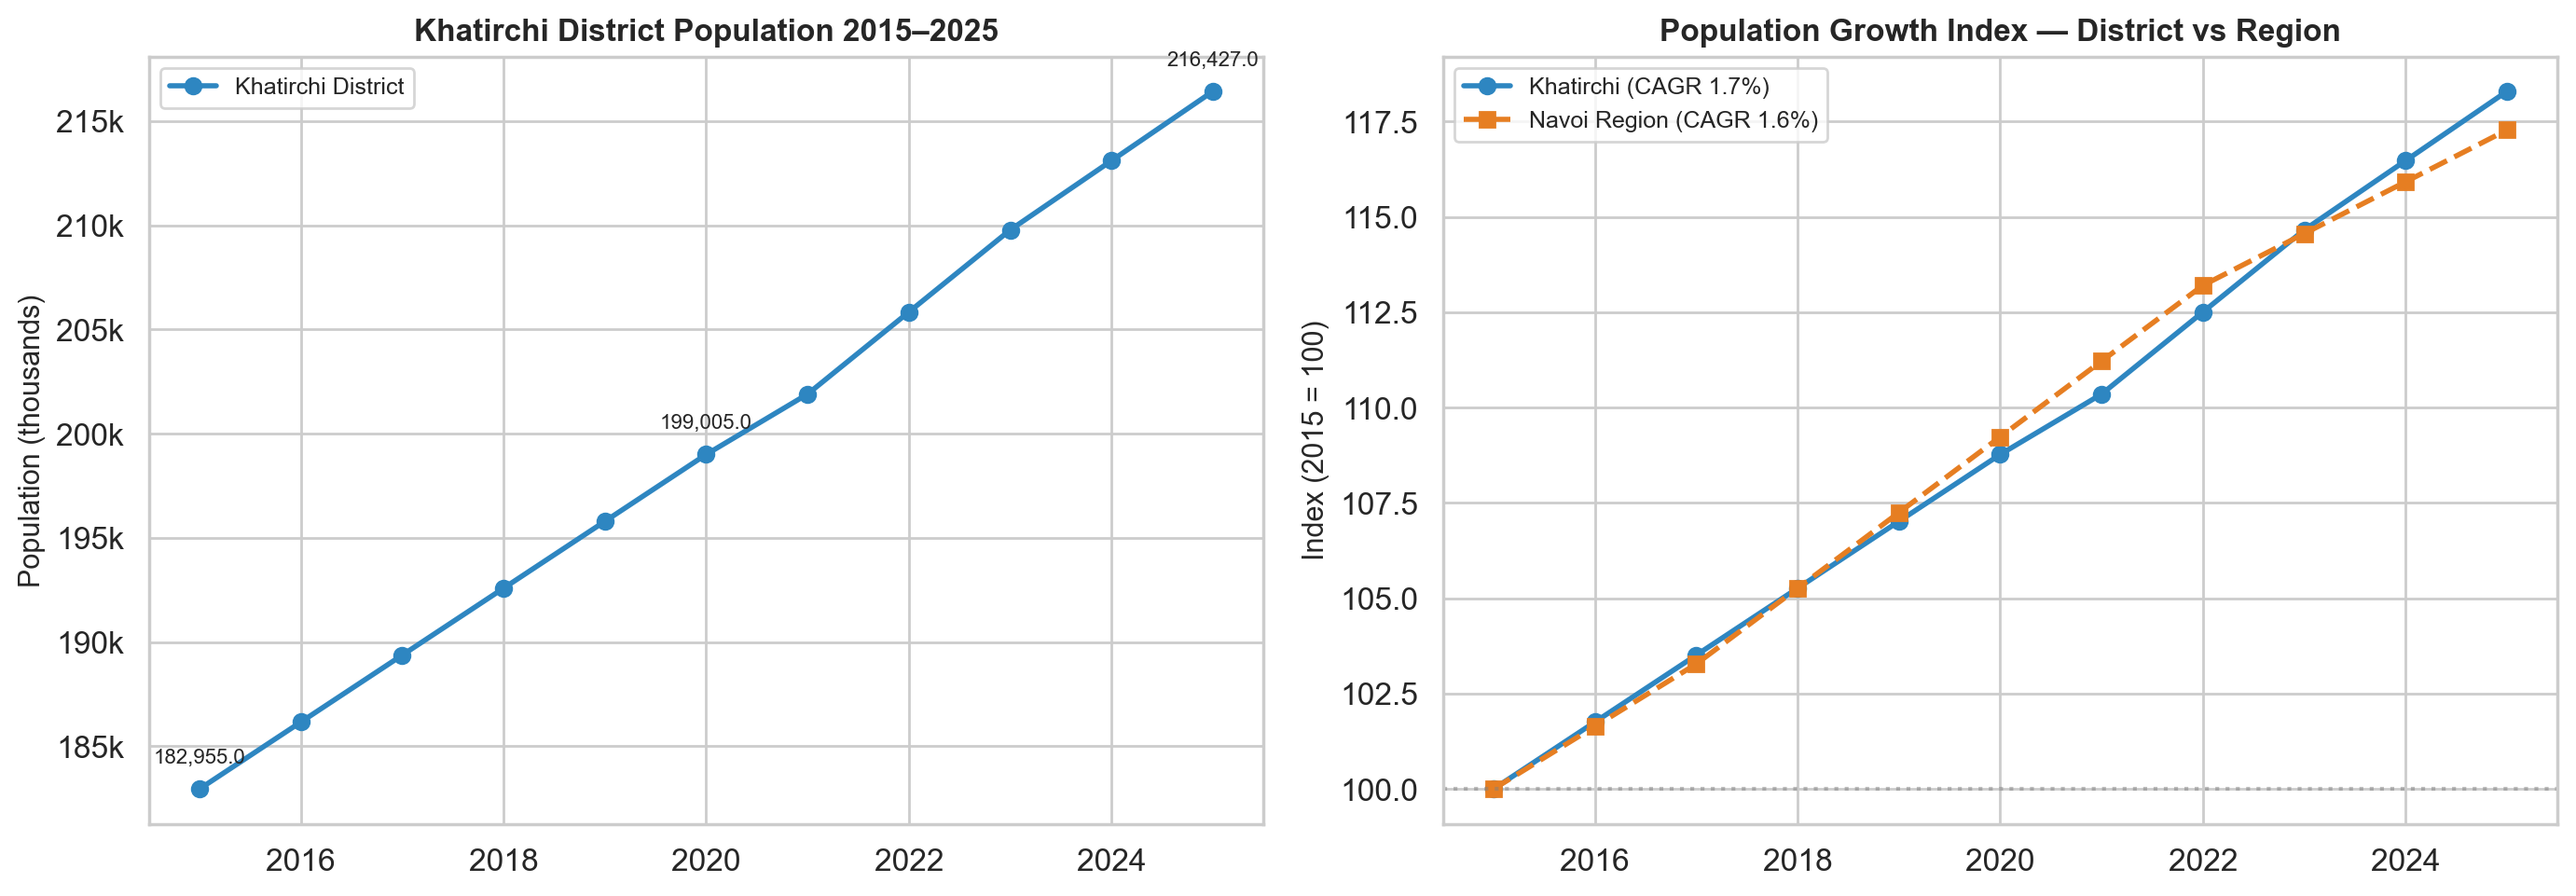 Khatirchi District Population 2015–2025
Khatirchi District
Population (thousands)
215k
210k
205k
200k
195k
190k
185k
182,955.0
199,005.0
216,427.0
2016 2018 2020 2022 2024
Population Growth Index — District vs Region
Khatirchi (CAGR 1.7%)
Navoi Region (CAGR 1.6%)
Index (2015 = 100)
117.5
115.0
112.5
110.0
107.5
105.0
102.5
100.0
2016 2018 2020 2022 2024